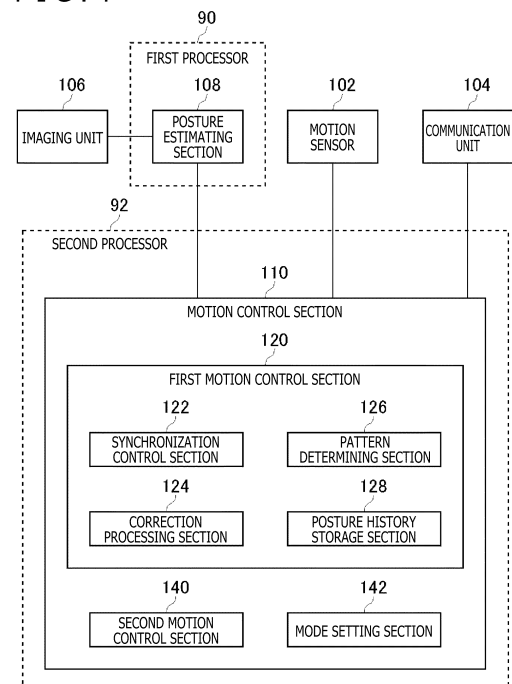 90
FIRST PROCESSOR
106
108
102
104
IMAGING UNIT
POSTURE
ESTIMATING
SECTION
MOTION
SENSOR
COMMUNICATION
UNIT
92
SECOND PROCESSOR
110
MOTION CONTROL SECTION
120
FIRST MOTION CONTROL SECTION
122
126
SYNCHRONIZATION
CONTROL SECTION
PATTERN
DETERMINING SECTION
124
128
CORRECTION
PROCESSING SECTION
POSTURE HISTORY
STORAGE SECTION
140
142
SECOND MOTION
CONTROL SECTION
MODE SETTING SECTION